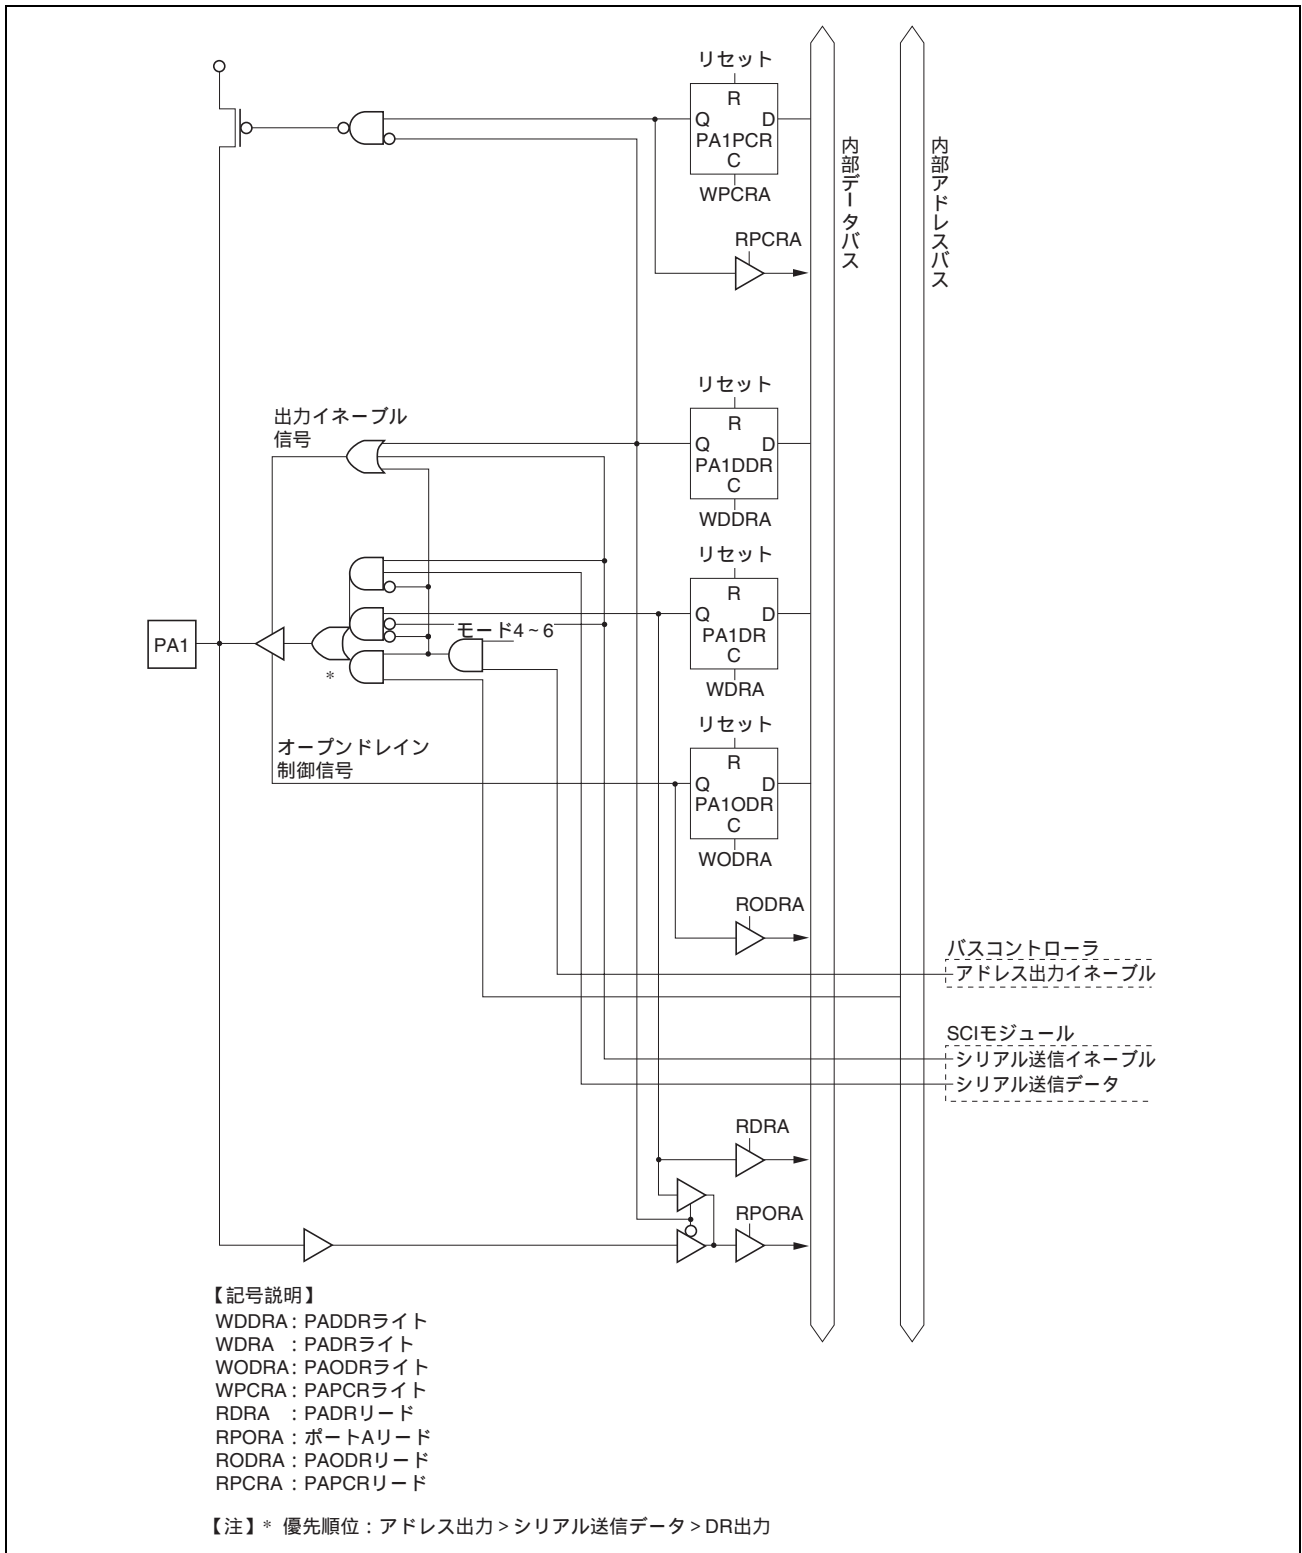 リセット
R
Q D
PA1PCR
C
WPCRA
RPCRA
内部データバス
内部アドレスバス
リセット
R
Q D
PA1DDR
C
WDDRA
出力イネーブル
信号
リセット
R
Q D
PA1DR
C
WDRA
モード4~6
PA1
*
オープンドレイン
制御信号
リセット
R
Q D
PA1ODR
C
WODRA
RODRA
バスコントローラ
アドレス出力イネーブル
SCIモジュール
シリアル送信イネーブル
シリアル送信データ
RDRA
RPORA
【記号説明】
WDDRA : PADDRライト
WDRA : PADRライト
WODRA : PAODRライト
WPCRA : PAPCRライト
RDRA : PADRリード
RPORA : ポートAリード
RODRA : PAODRリード
RPCRA : PAPCRリード
【注】* 優先順位:アドレス出力>シリアル送信データ>DR出力